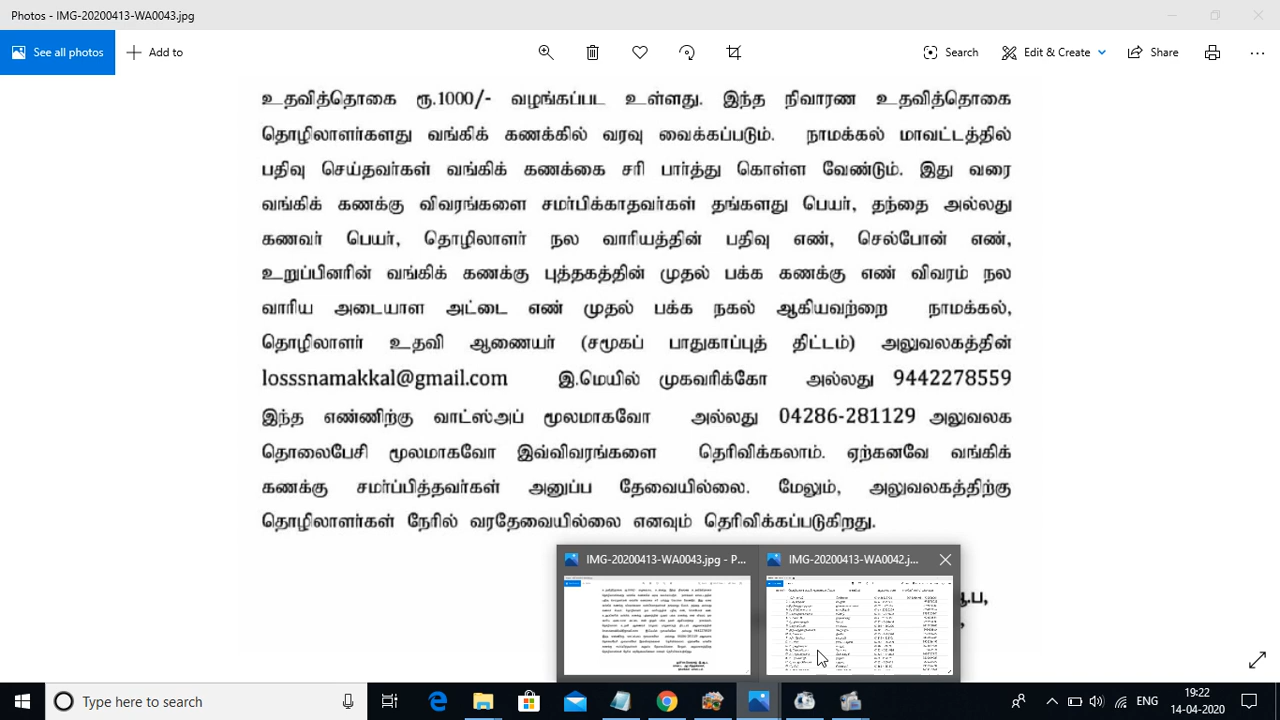 Photos - IMG-20200413-WA0043.jpg
See all photos
Add to
Search
Edit & Create
Share
உதவித்தொகை ரூ.1000/- வழங்கப்பட உள்ளது. இந்த நிவாரண உதவித்தொகை
தொழிலாளர்களது வங்கிக் கணக்கில் வரவு வைக்கப்படும். நாமக்கல் மாவட்டத்தில்
பதிவு செய்தவர்கள் வங்கிக் கணக்கை சரி பார்த்து கொள்ள வேண்டும். இது வரை
வங்கிக் கணக்கு விவரங்களை சமர்பிக்காதவர்கள் தங்களது பெயர், தந்தை அல்லது
கணவர் பெயர், தொழிலாளர் நல வாரியத்தின் பதிவு எண், செல்போன் எண்,
உறுப்பினரின் வங்கிக் கணக்கு புத்தகத்தின் முதல் பக்க கணக்கு எண் விவரம் நல
வாரிய அடையாள அட்டை எண் முதல் பக்க நகல் ஆகியவற்றை நாமக்கல்,
தொழிலாளர் உதவி ஆணையர் (சமூகப் பாதுகாப்புத் திட்டம்) அலுவலகத்தின்
losssnamakkal@gmail.com இ.மெயில் முகவரிக்கோ அல்லது 9442278559
இந்த எண்ணிற்கு வாட்ஸ்அப் மூலமாகவோ அல்லது 04286-281129 அலுவலக
தொலைபேசி மூலமாகவோ இவ்விவரங்களை தெரிவிக்கலாம். ஏற்கனவே வங்கிக்
கணக்கு சமர்ப்பித்தவர்கள் அனுப்ப தேவையில்லை. மேலும், அலுவலகத்திற்கு
தொழிலாளர்கள் நேரில் வரதேவையில்லை எனவும் தெரிவிக்கப்படுகிறது.
IMG-20200413-WA0043.jpg - P...
IMG-20200413-WA0042.j...
Type here to search
ENG
19:22
14-04-2020